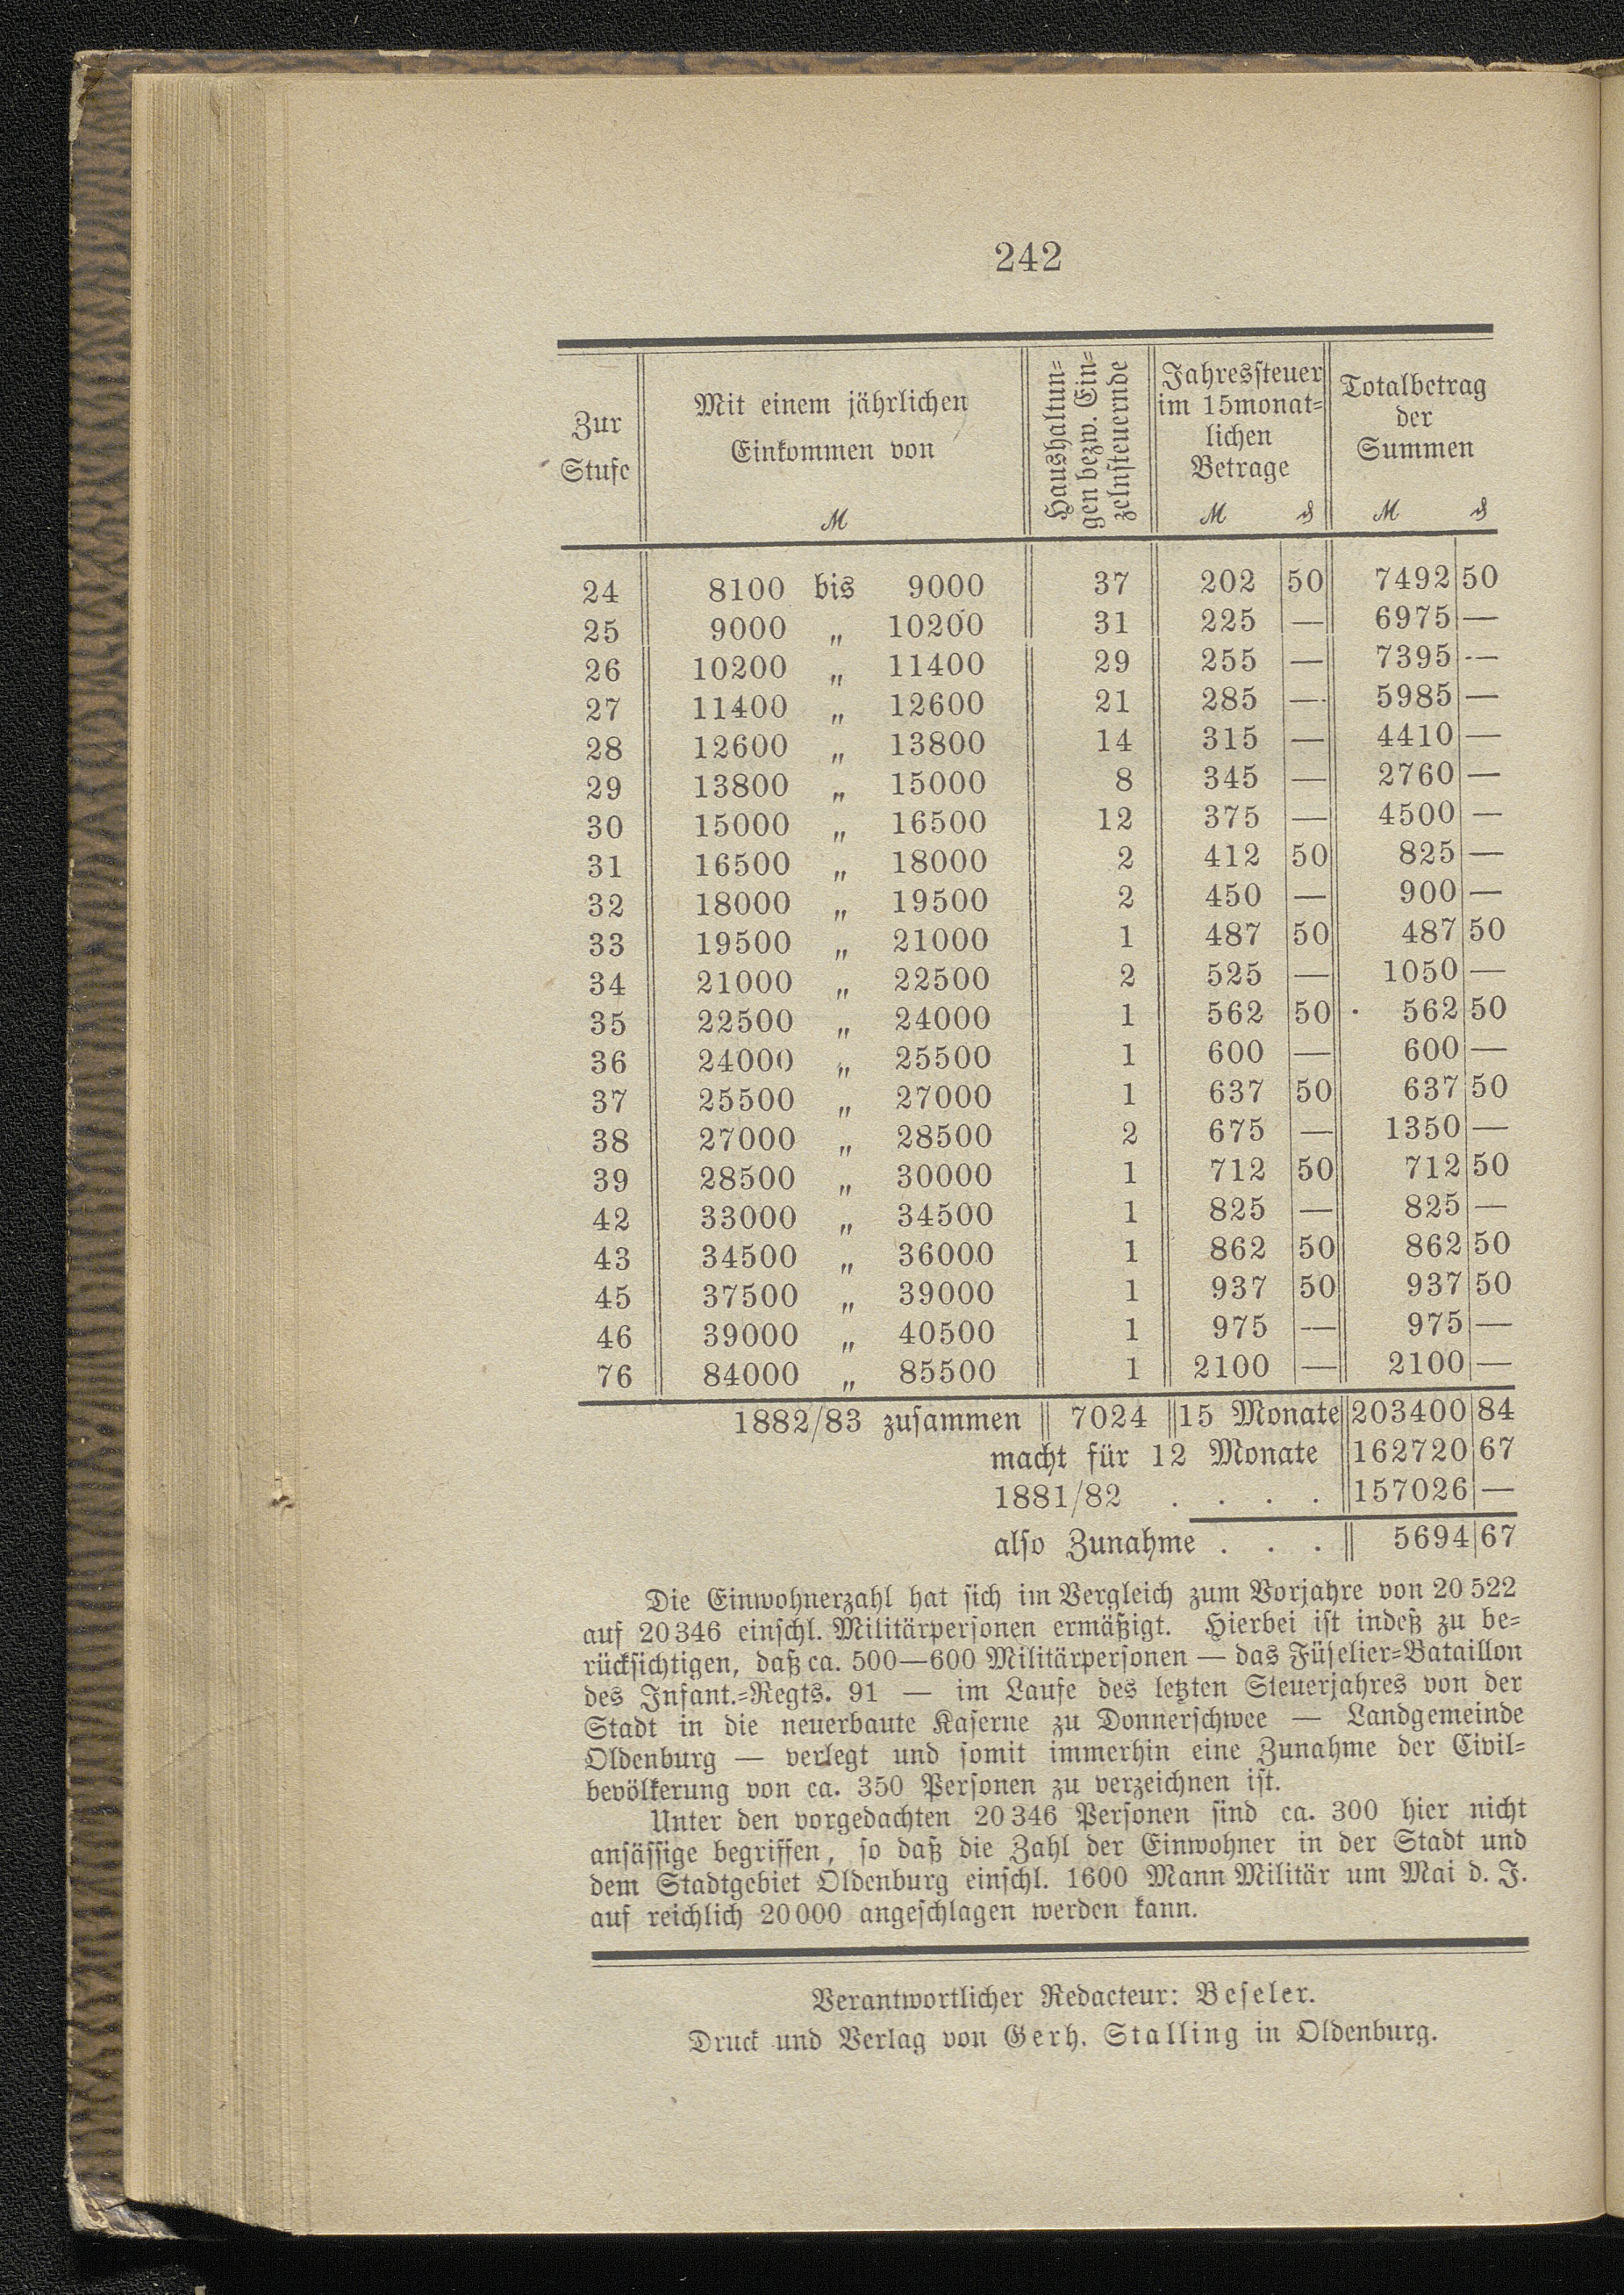 242
Zur Stufe | Mit einem jährlichen Einkommen von ℳ | Haushaltun- gen bezw. Ein- zelnsteuernde | Jahressteuer im 15monat- lichen Betrage ℳ ₰ | Totalbetrag der Summen ℳ ₰
24 8100 bis 9000 37 202 50 7492 50
25 9000 „ 10200 31 225 — 6975 —
26 10200 „ 11400 29 255 — 7395 —
27 11400 „ 12600 21 285 — 5985 —
28 12600 „ 13800 14 315 — 4410 —
29 13800 „ 15000 8 345 — 2760 —
30 15000 „ 16500 12 375 — 4500 —
31 16500 „ 18000 2 412 50 825 —
32 18000 „ 19500 2 450 — 900 —
33 19500 „ 21000 1 487 50 487 50
34 21000 „ 22500 2 525 — 1050 —
35 22500 „ 24000 1 562 50 562 50
36 24000 „ 25500 1 600 — 600 —
37 25500 „ 27000 1 637 50 637 50
38 27000 „ 28500 2 675 — 1350 —
39 28500 „ 30000 1 712 50 712 50
42 33000 „ 34500 1 825 — 825 —
43 34500 „ 36000 1 862 50 862 50
45 37500 „ 39000 1 937 50 937 50
46 39000 „ 40500 1 975 — 975 —
76 84000 „ 85500 1 2100 — 2100 —
1882/83 zusammen 7024 15 Monate 203400 84
macht für 12 Monate 162720 67
1881/82 . . . . 157026 —
also Zunahme . . . 5694 67
Die Einwohnerzahl hat sich im Vergleich zum Vorjahre von 20 522
auf 20 346 einschl. Militärpersonen ermäßigt. Hierbei ist indeß zu be-
rücksichtigen, daß ca. 500—600 Militärpersonen — das Füselier-Bataillon
des Infant.-Regts. 91 — im Laufe des letzten Steuerjahres von der
Stadt in die neuerbaute Kaserne zu Donnerschwee — Landgemeinde
Oldenburg — verlegt und somit immerhin eine Zunahme der Civil-
bevölkerung von ca. 350 Personen zu verzeichnen ist.
Unter den vorgedachten 20 346 Personen sind ca. 300 hier nicht
ansässige begriffen, so daß die Zahl der Einwohner in der Stadt und
dem Stadtgebiet Oldenburg einschl. 1600 Mann Militär um Mai d. J.
auf reichlich 20 000 angeschlagen werden kann.
Verantwortlicher Redacteur: Beseler.
Druck und Verlag von Gerh. Stalling in Oldenburg.